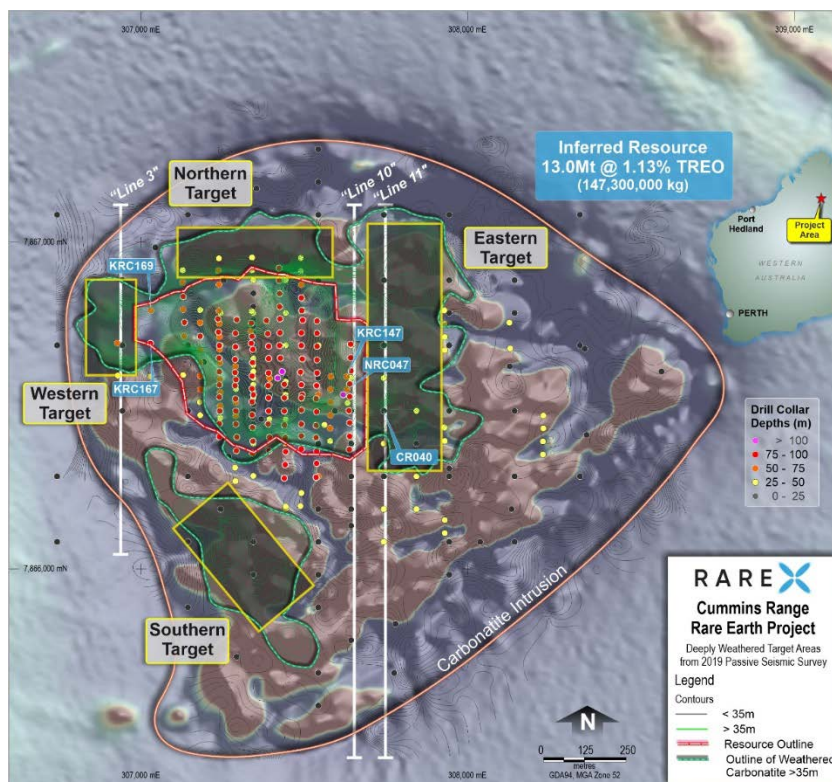 307,000 mE
308,000 mE
309,000 mE
Inferred Resource
13.0Mt @ 1.13% TREO
(147,300,000 kg)
"Line 3"
Northern
Target
"Line 10"
"Line 11"
Port
Hedland
Project
Area
WESTERN
AUSTRALIA
PERTH
7,867,000 mN
KRC169
Eastern
Target
KRC147
NRC047
Western
Target
KRC167
CR040
Drill Collar
Depths (m)
> 100
75 - 100
50 - 75
25 - 50
0 - 25
7,866,000 mN
Southern
Target
Carbonatite Intrusion
RAREX
Cummins Range
Rare Earth Project
Deeply Weathered Target Areas
from 2019 Passive Seismic Survey
Legend
Contours
< 35m
> 35m
Resource Outline
Outline of Weathered
Carbonatite >35m
N
0 125 250
metres
GDA94, MGA Zone 52
307,000 mE
308,000 mE